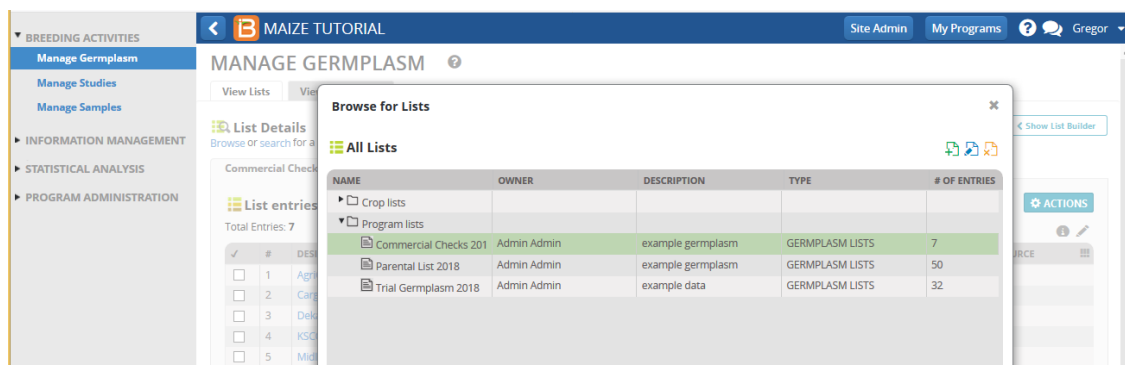 BREEDING ACTIVITIES
Manage Germplasm
Manage Studies
Manage Samples
INFORMATION MANAGEMENT
STATISTICAL ANALYSIS
PROGRAM ADMINISTRATION
MAIZE TUTORIAL
Site Admin My Programs ? Gregor
MANAGE GERMPLASM ?
View Lists
List Details
Browse or search for a
Show List Builder
Commercial Check
List entries
ACTIONS
Total Entries: 7
#
1
2
3
4
5
Browse for Lists
All Lists
NAME OWNER DESCRIPTION TYPE # OF ENTRIES
Crop lists
Program lists
Commercial Checks 201 Admin Admin example germplasm GERMPLASM LISTS 7
Parental List 2018 Admin Admin example germplasm GERMPLASM LISTS 50
Trial Germplasm 2018 Admin Admin example data GERMPLASM LISTS 32